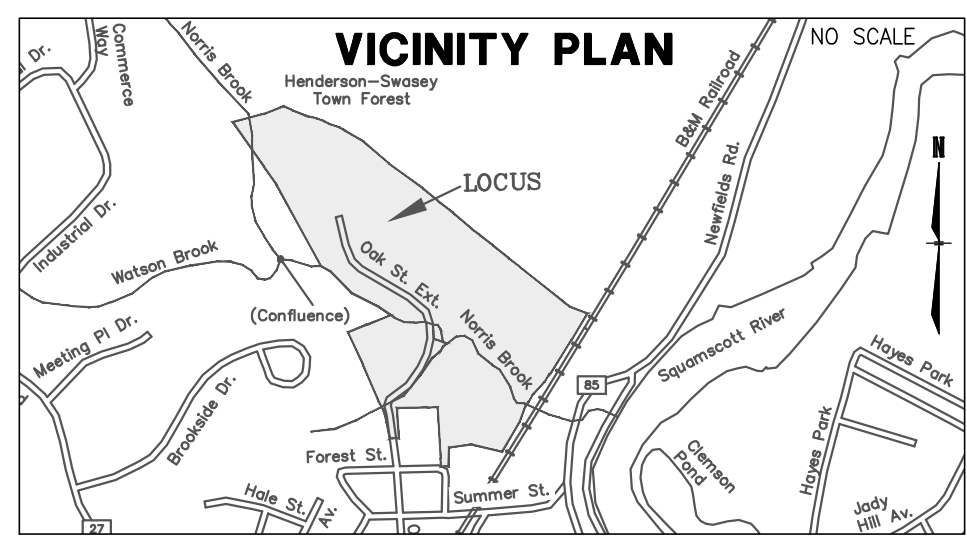 VICINITY PLAN
NO SCALE
Commerce
Way
Norris Brook
Henderson-Swasey
Town Forest
B&M Railroad
Newfields Rd.
N
LOCUS
Industrial Dr.
Watson Brook
Oak St. Ext.
(Confluence)
Norris Brook
Squamscott River
Meeting Pl Dr.
Hayes Park
85
Brookside Dr.
Hayes Park
Forest St.
Clemson
Pond
Hale St.
Av.
Summer St.
Jady
Hill Av.
27